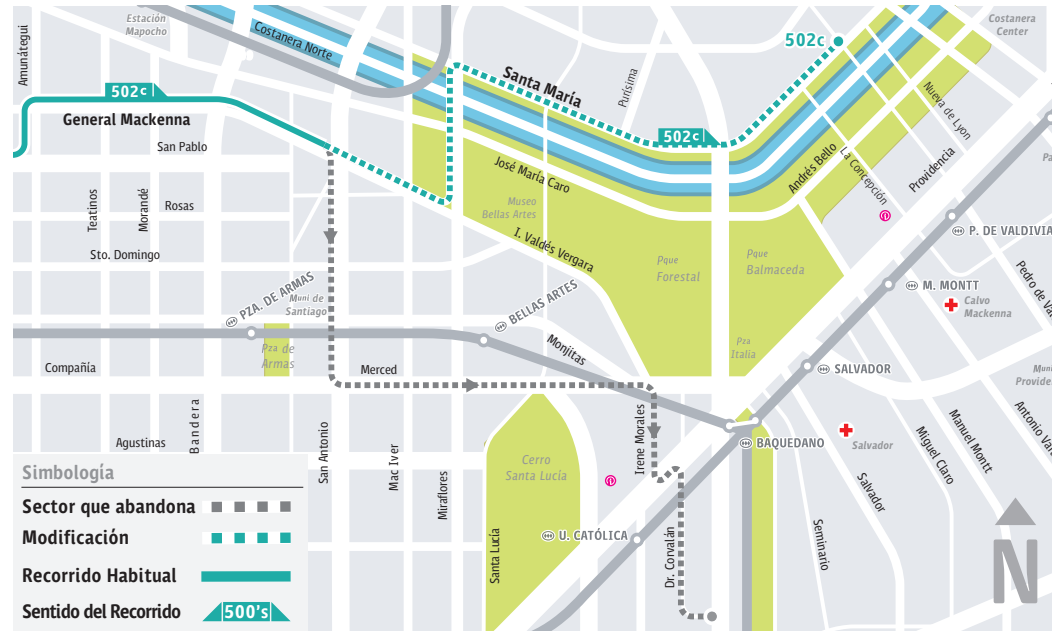 Estación
Mapocho
Amunátegui
Costanera Norte
502c
General Mackenna
San Pablo
Santa María
Purísima
502c
502c
Costanera
Center
Nueva de Lyon
La Concepción
Providencia
Andrés Bello
José María Caro
Museo
Bellas Artes
I. Valdés Vergara
Teatinos
Morandé
Rosas
Sto. Domingo
Pque
Forestal
Pque
Balmaceda
P. DE VALDIVIA
Pedro de Val
M. MONTT
Calvo
Mackenna
PZA. DE ARMAS
Muni de
Santiago
BELLAS ARTES
Monjitas
Pza
Italia
Pza de
Armas
Compañía
Merced
SALVADOR
Muni
Provide
Bandera
Agustinas
San Antonio
Mac Iver
Miraflores
Irene Morales
BAQUEDANO
Salvador
Miguel Claro
Manuel Montt
Antonio Var
Cerro
Santa Lucía
Santa Lucía
U. CATÓLICA
Dr. Corvalán
Seminario
Salvador
N
Simbología
Sector que abandona
Modificación
Recorrido Habitual
Sentido del Recorrido
500's